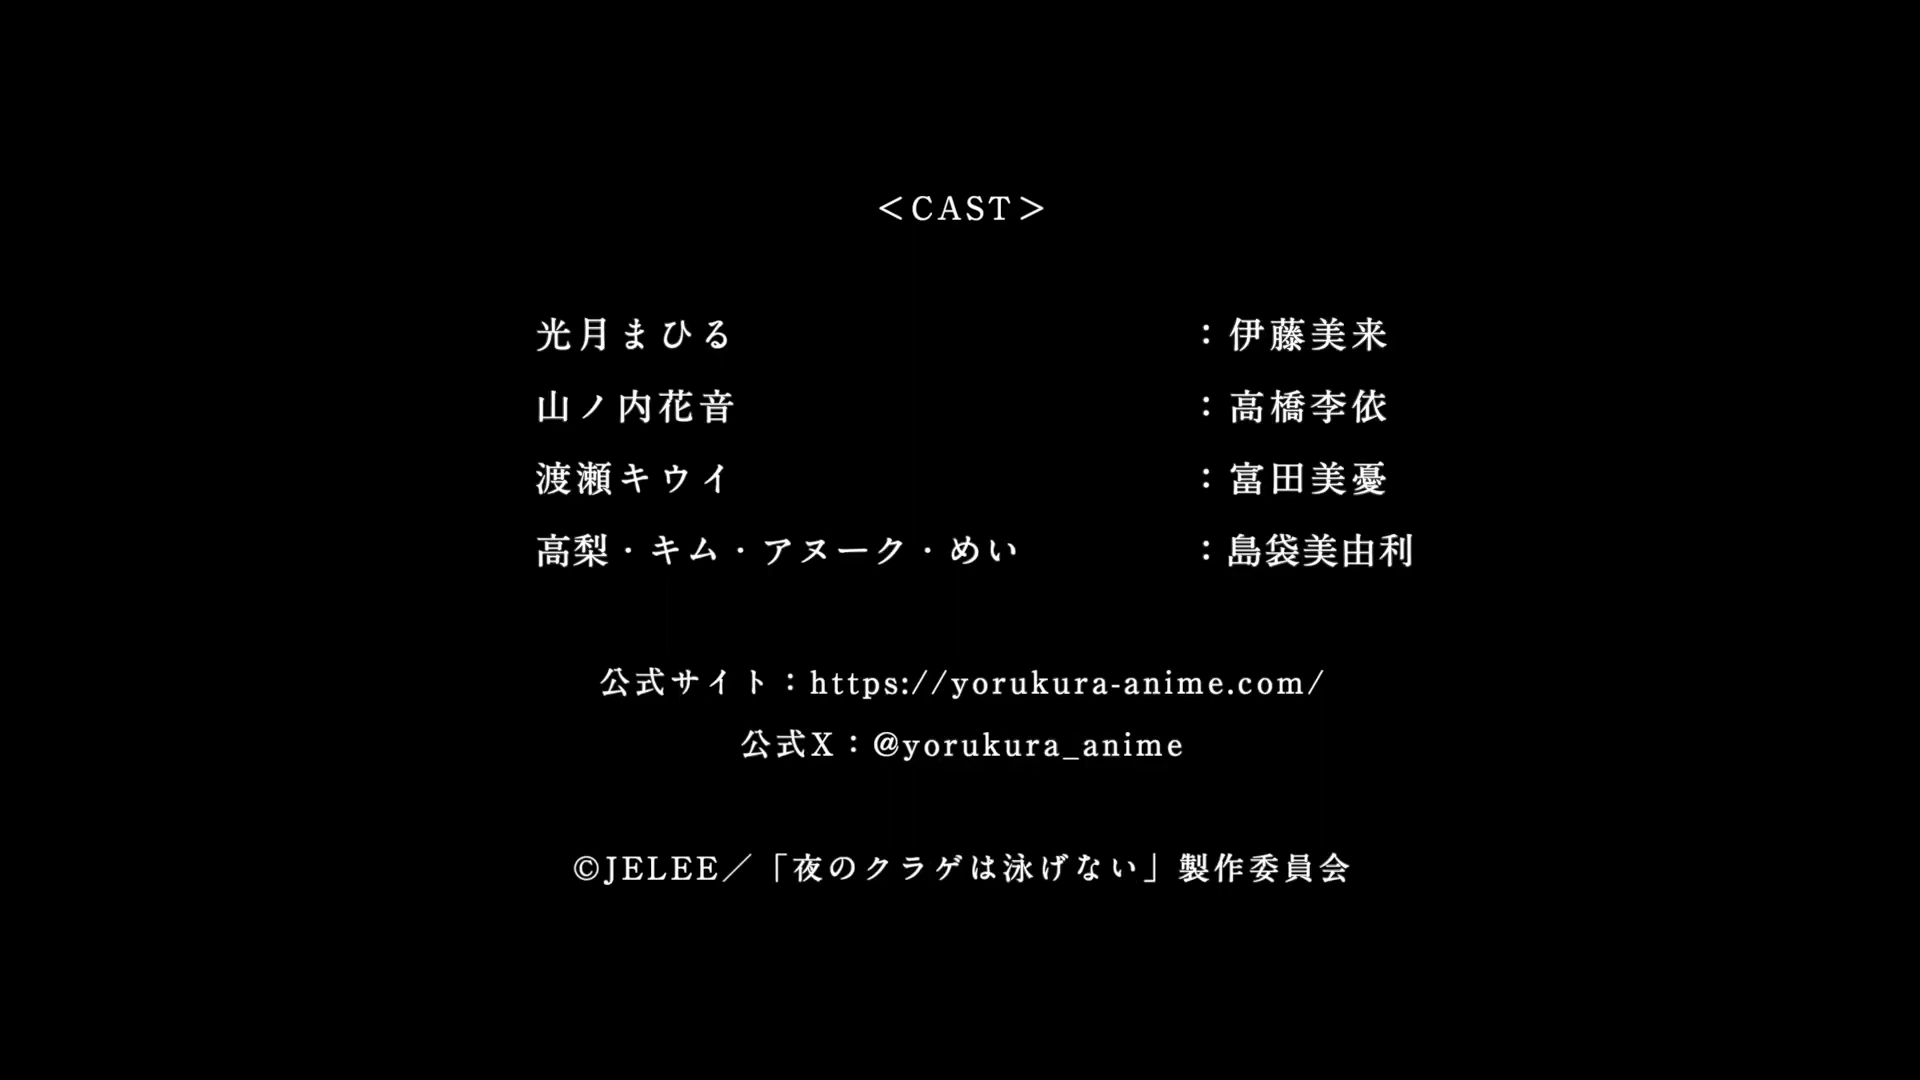 ＜CAST＞
光月まひる：伊藤美来
山ノ内花音：高橋李依
渡瀬キウイ：富田美憂
高梨・キム・アヌーク・めい：島袋美由利
公式サイト：https://yorukura-anime.com/
公式X：@yorukura_anime
©JELEE／「夜のクラゲは泳げない」製作委員会